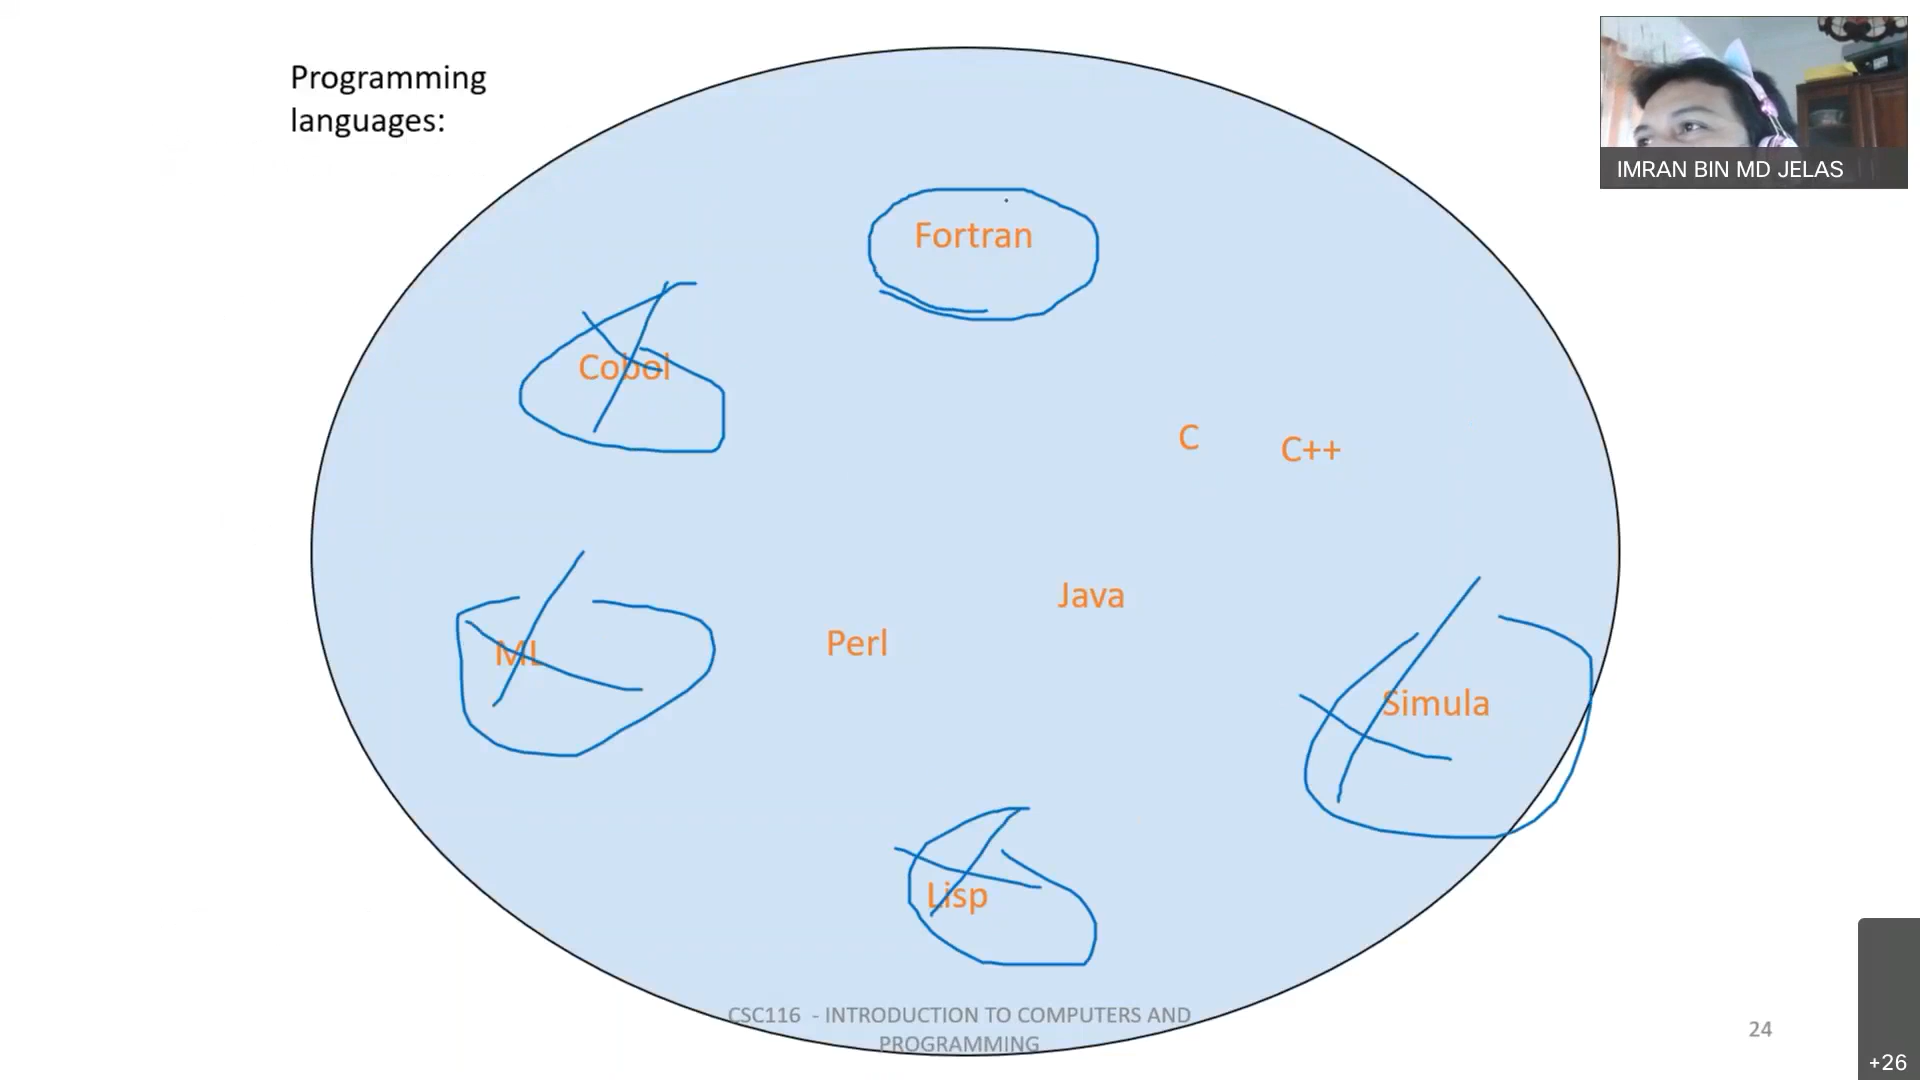 Programming
languages:
IMRAN BIN MD JELAS
Fortran
Cobol
C
C++
Java
Perl
ML
Simula
Lisp
CSC116 - INTRODUCTION TO COMPUTERS AND
PROGRAMMING
24
+26